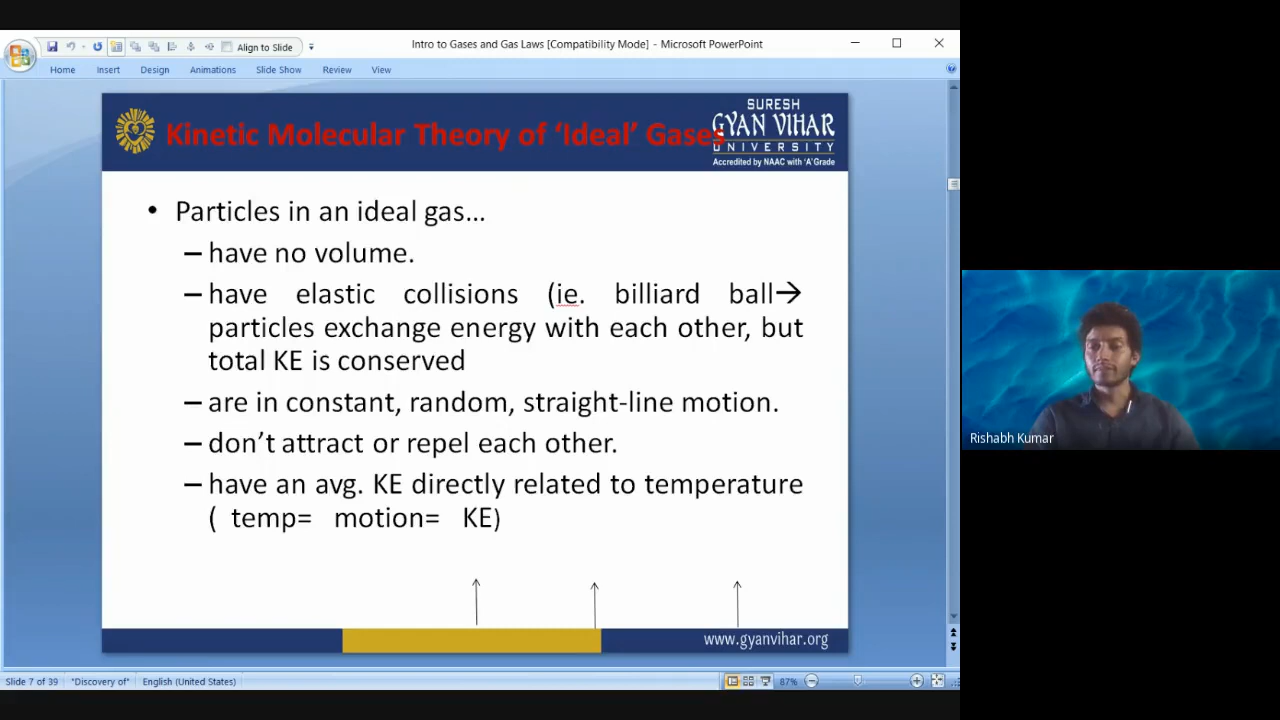 Align to Slide
Intro to Gases and Gas Laws [Compatibility Mode] - Microsoft PowerPoint
Home Insert Design Animations Slide Show Review View
SURESH
GYAN VIHAR
UNIVERSITY
Accredited by NAAC with 'A'Grade
Kinetic Molecular Theory of ‘Ideal’ Gases
• Particles in an ideal gas…
– have no volume.
– have elastic collisions (ie. billiard ball→
particles exchange energy with each other, but
total KE is conserved
– are in constant, random, straight-line motion.
– don’t attract or repel each other.
– have an avg. KE directly related to temperature
( temp= motion= KE)
www.gyanvihar.org
Rishabh Kumar
Slide 7 of 39 "Discovery of" English (United States) 87%